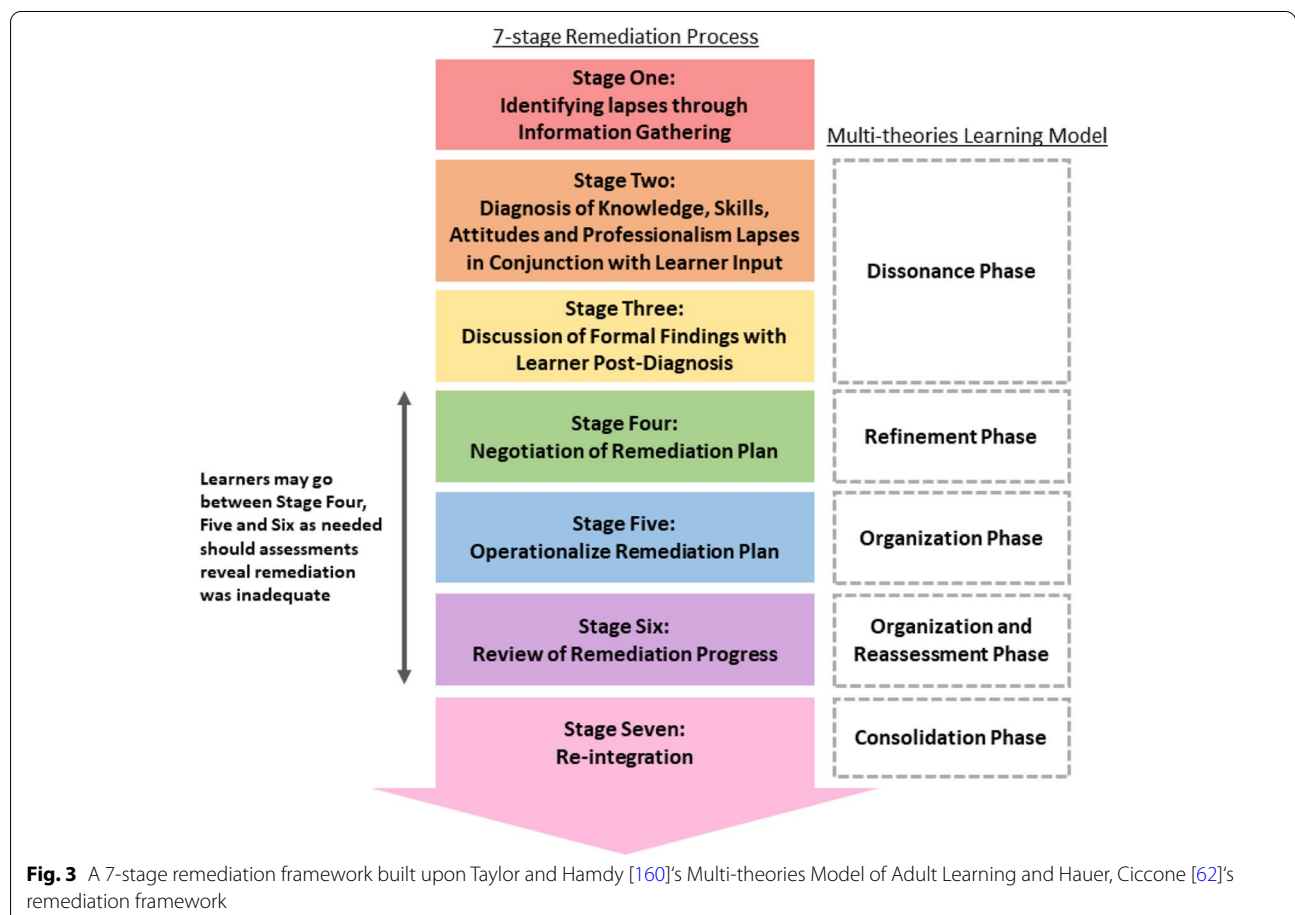 7-stage Remediation Process
Stage One:
Identifying lapses through
Information Gathering
Multi-theories Learning Model
Stage Two:
Diagnosis of Knowledge, Skills,
Attitudes and Professionalism Lapses
in Conjunction with Learner Input
Dissonance Phase
Stage Three:
Discussion of Formal Findings with
Learner Post-Diagnosis
Stage Four:
Negotiation of Remediation Plan
Refinement Phase
Learners may go
between Stage Four,
Five and Six as needed
should assessments
reveal remediation
was inadequate
Stage Five:
Operationalize Remediation Plan
Organization Phase
Stage Six:
Review of Remediation Progress
Organization and
Reassessment Phase
Stage Seven:
Re-integration
Consolidation Phase
Fig. 3 A 7-stage remediation framework built upon Taylor and Hamdy [160]‘s Multi-theories Model of Adult Learning and Hauer, Ciccone [62]‘s
remediation framework